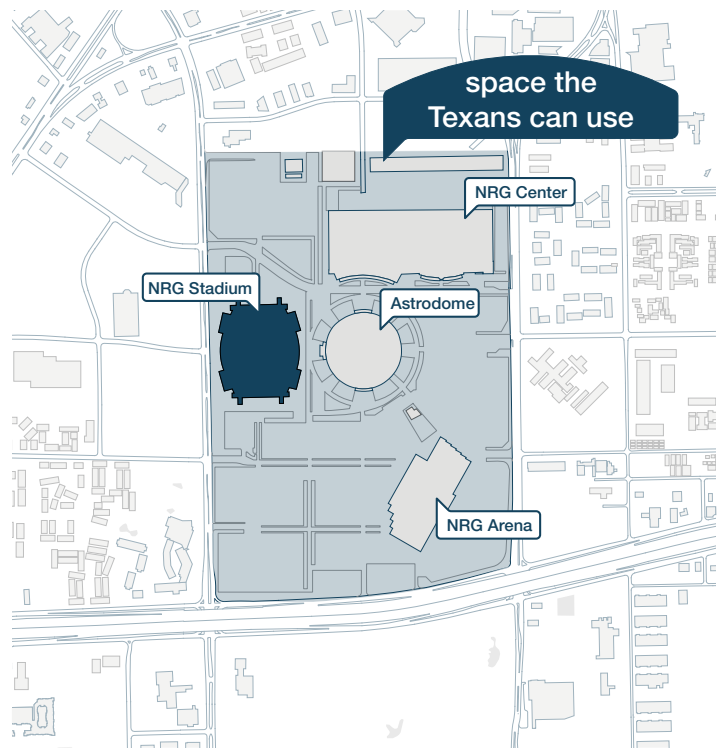 space the
Texans can use
NRG Center
NRG Stadium
Astrodome
NRG Arena